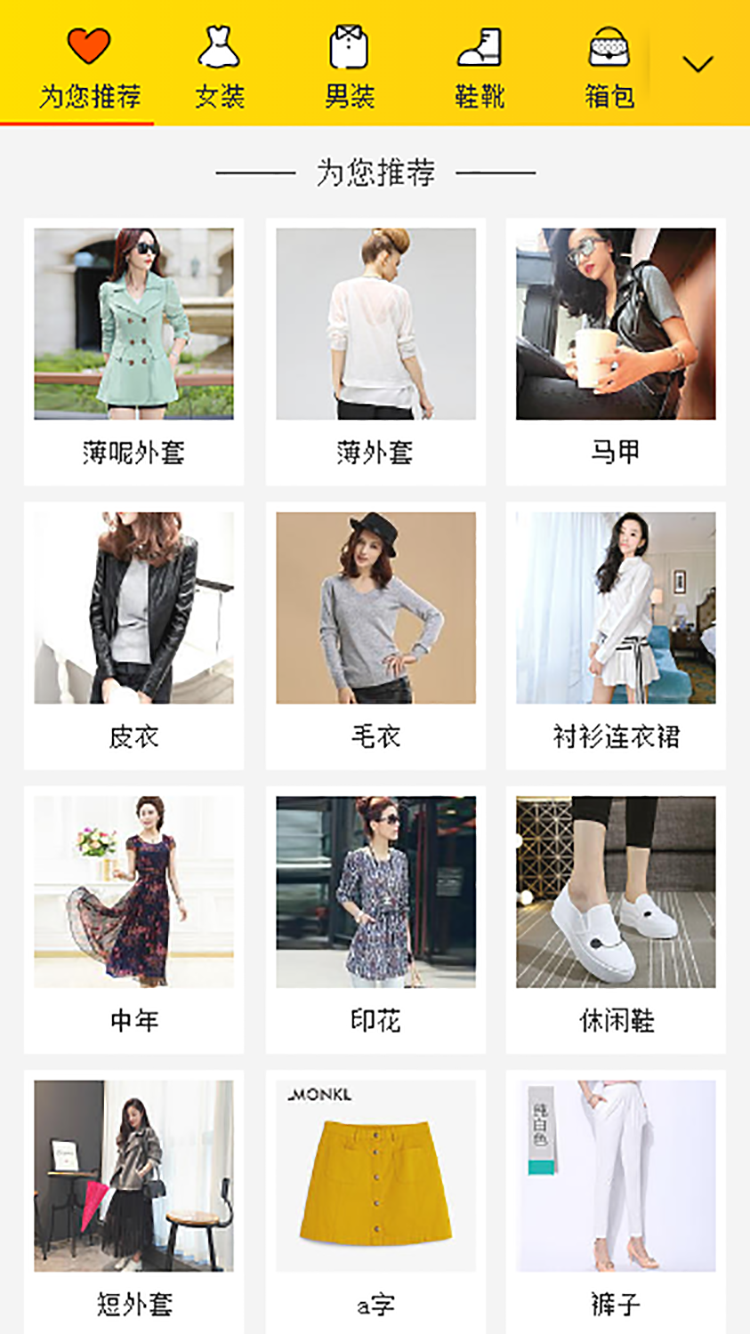 为您推荐
女装
男装
鞋靴
箱包
为您推荐
薄呢外套
薄外套
马甲
皮衣
毛衣
衬衫连衣裙
中年
印花
休闲鞋
MONKL
纯白色
短外套
a字
裤子